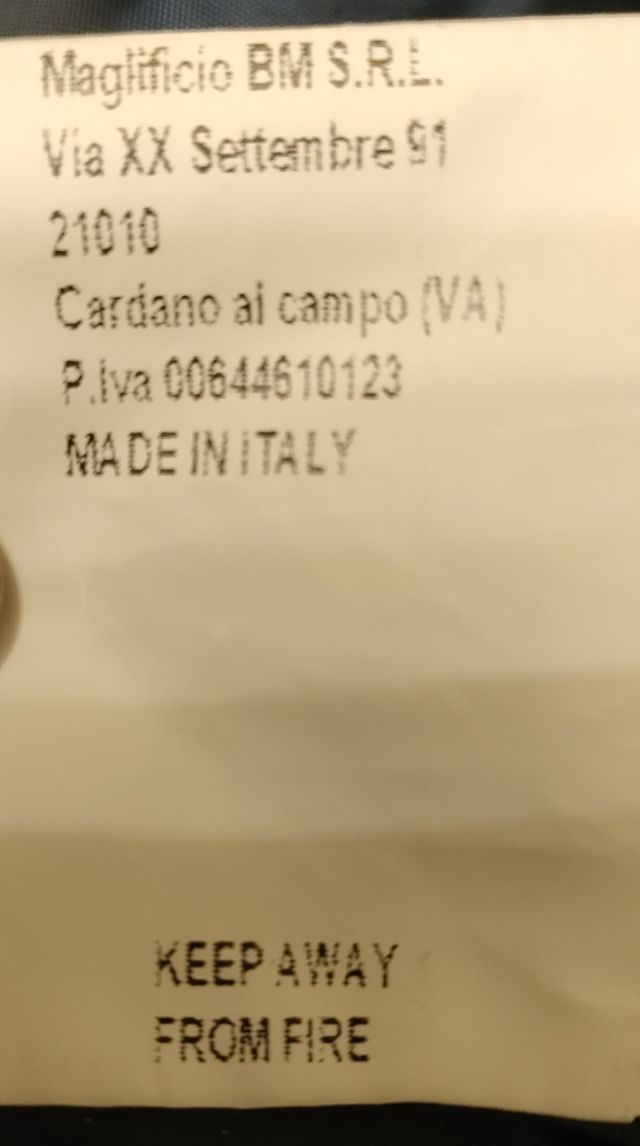 Maglificio BM S.R.L.
Via XX Settembre 91
21010
Cardano al campo (VA)
P.iva 00644610123
MADE IN ITALY
KEEP AWAY
FROM FIRE